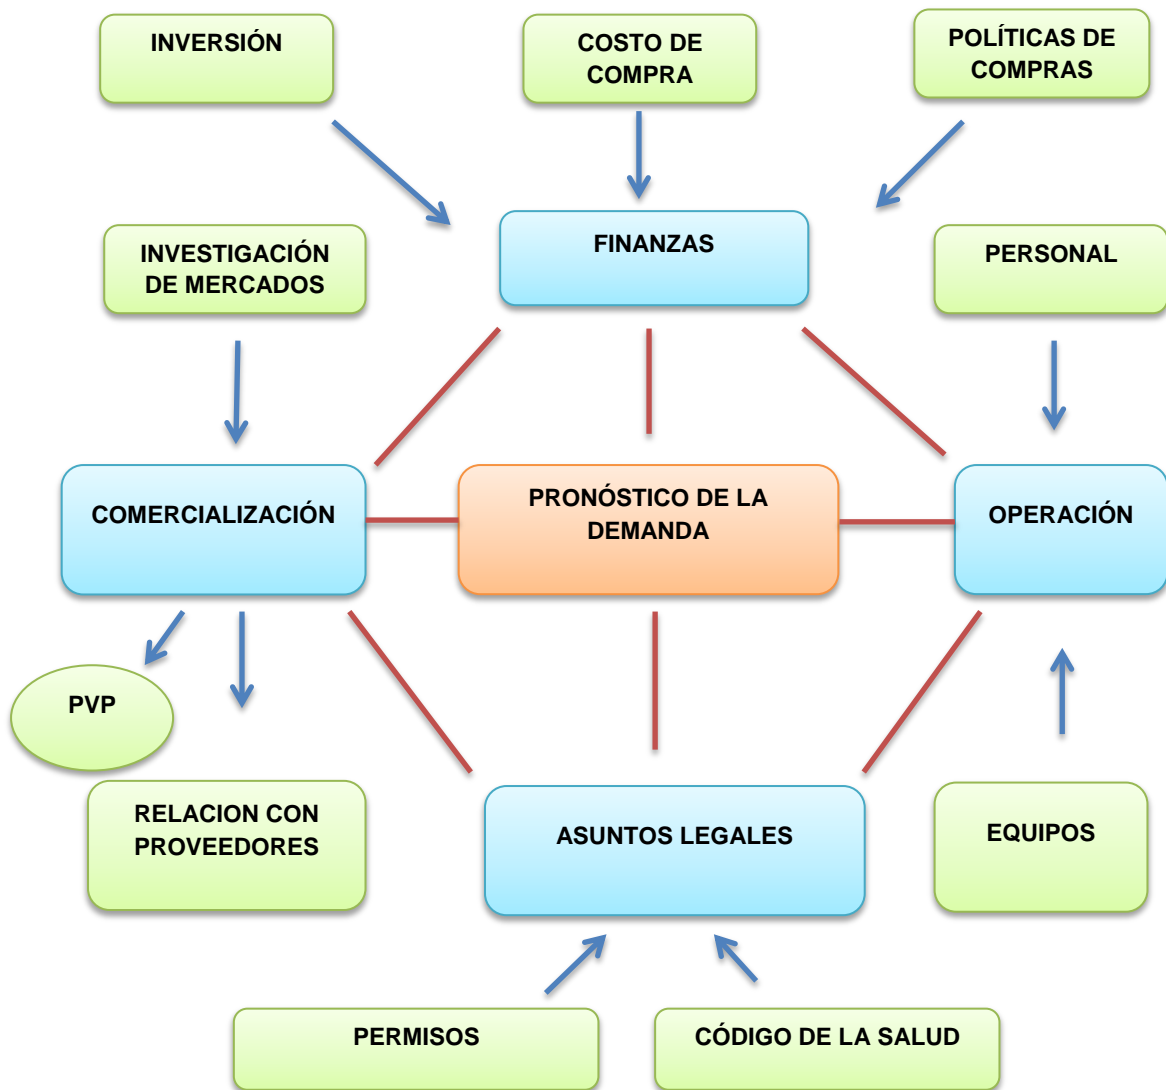 INVERSIÓN
COSTO DE
COMPRA
POLÍTICAS DE
COMPRAS
INVESTIGACIÓN
DE MERCADOS
FINANZAS
PERSONAL
COMERCIALIZACIÓN
PRONÓSTICO DE LA
DEMANDA
OPERACIÓN
PVP
RELACION CON
PROVEEDORES
ASUNTOS LEGALES
EQUIPOS
PERMISOS
CÓDIGO DE LA SALUD